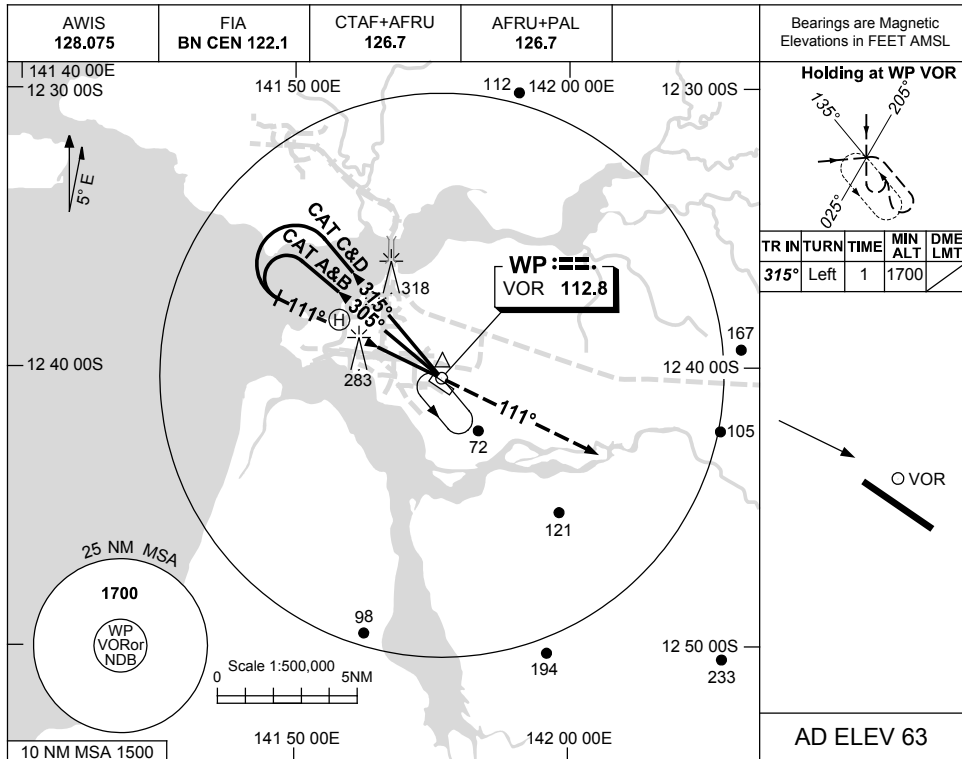 AWIS
128.075
FIA
BN CEN 122.1
CTAF+AFRU
126.7
AFRU+PAL
126.7
Bearings are Magnetic
Elevations in FEET AMSL
141 40 00E
12 30 00S
141 50 00E
112
142 00 00E
12 30 00S
5° E
CAT C&D
CAT A&B
315°
305°
111°
H
318
283
WP
VOR 112.8
12 40 00S
167
12 40 00S
105
111°
72
121
98
194
12 50 00S
233
25 NM MSA
1700
WP
VORor
NDB
Scale 1:500,000
0
5NM
10 NM MSA 1500
141 50 00E
142 00 00E
Holding at WP VOR
135°
205°
025°
TR IN TURN TIME MIN ALT DME LMT
315° Left 1 1700
VOR
AD ELEV 63